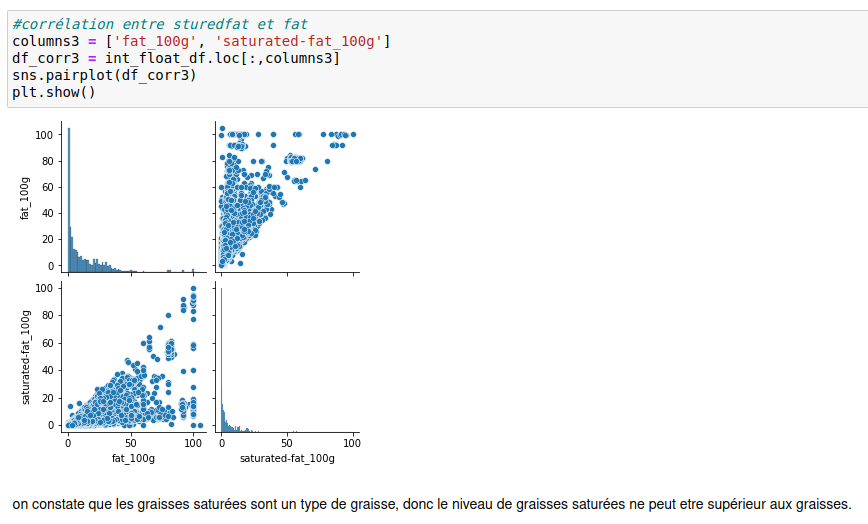 #corrélation entre sturedfat et fat
columns3 = ['fat_100g', 'saturated-fat_100g']
df_corr3 = int_float_df.loc[:,columns3]
sns.pairplot(df_corr3)
plt.show()
fat_100g
100
80
60
40
20
0
saturated-fat_100g
100
80
60
40
20
0
0 50 100
fat_100g
0 50 100
saturated-fat_100g
on constate que les graisses saturées sont un type de graisse, donc le niveau de graisses saturées ne peut etre supérieur aux graisses.